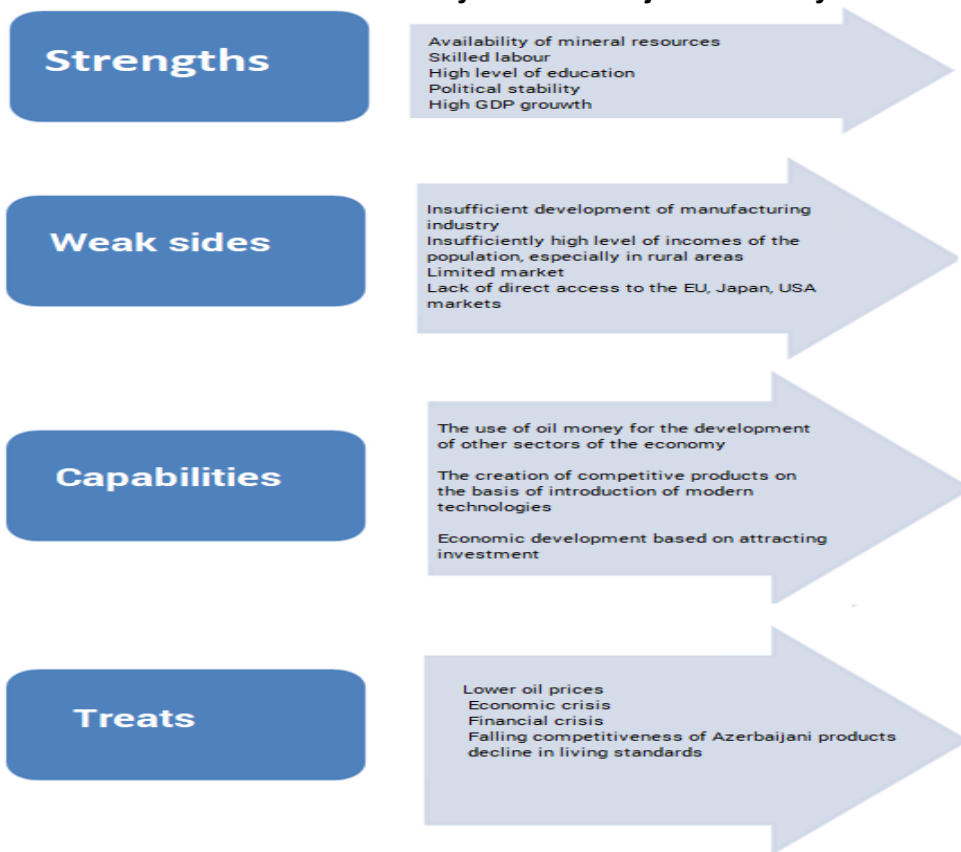 Strengths
Availability of mineral resources
Skilled labour
High level of education
Political stability
High GDP grouwth
Weak sides
Insufficient development of manufacturing
industry
Insufficiently high level of incomes of the
population, especially in rural areas
Limited market
Lack of direct access to the EU, Japan, USA
markets
Capabilities
The use of oil money for the development
of other sectors of the economy
The creation of competitive products on
the basis of introduction of modern
technologies
Economic development based on attracting
investment
Treats
Lower oil prices
Economic crisis
Financial crisis
Falling competitiveness of Azerbaijani products
decline in living standards